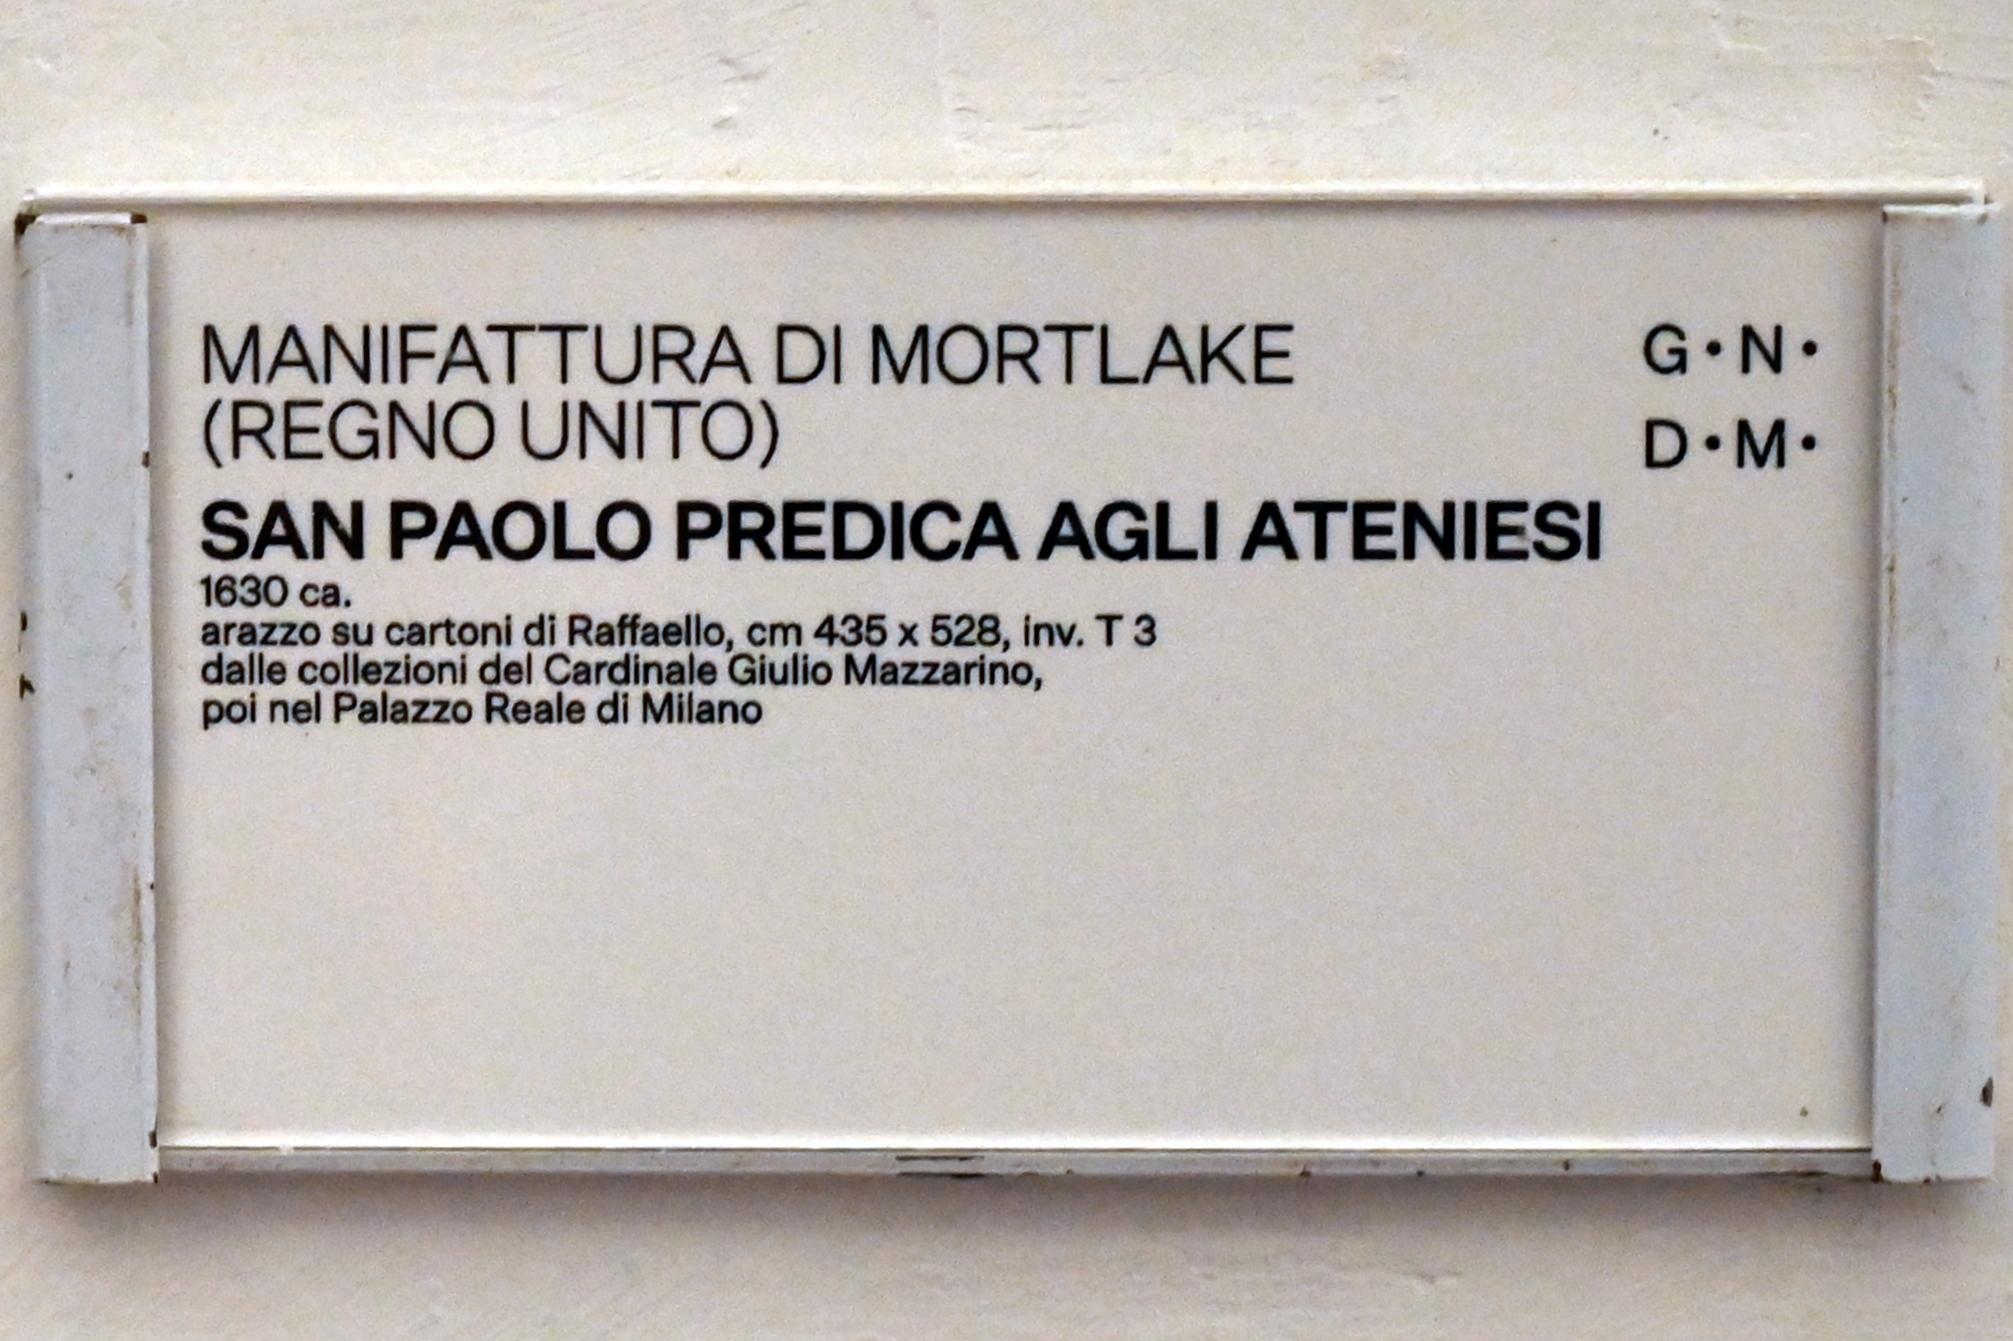 MANIFATTURA DI MORTLAKE
(REGNO UNITO)
G·N·
D·M·
SAN PAOLO PREDICA AGLI ATENIESI
1630 ca.
arazzo su cartoni di Raffaello, cm 435 x 528, inv. T 3
dalle collezioni del Cardinale Giulio Mazzarino,
poi nel Palazzo Reale di Milano